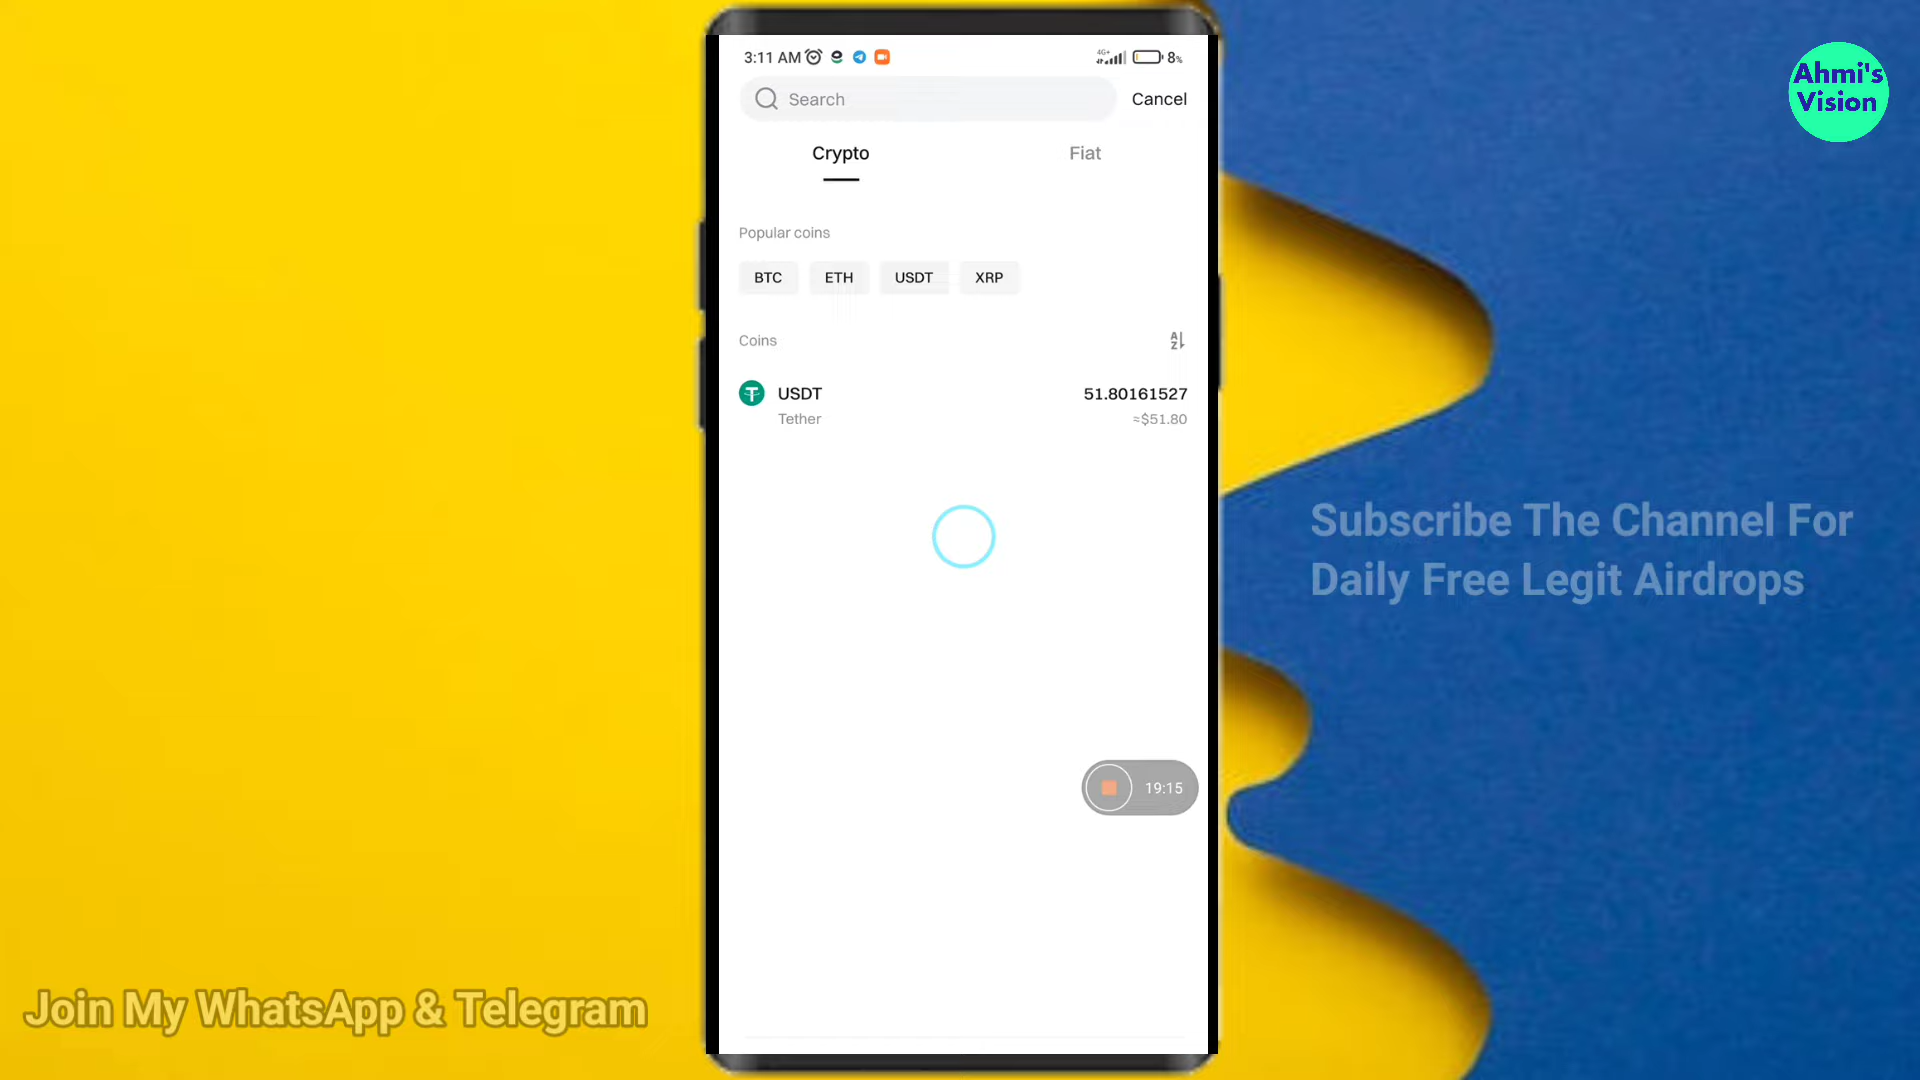 3:11 AM
4G+
8%
Search
Cancel
Crypto
Fiat
Popular coins
BTC
ETH
USDT
XRP
Coins
A
Z
USDT
51.80161527
Tether
≈$51.80
19:15
Ahmi's
Vision
Subscribe The Channel For
Daily Free Legit Airdrops
Join My WhatsApp & Telegram